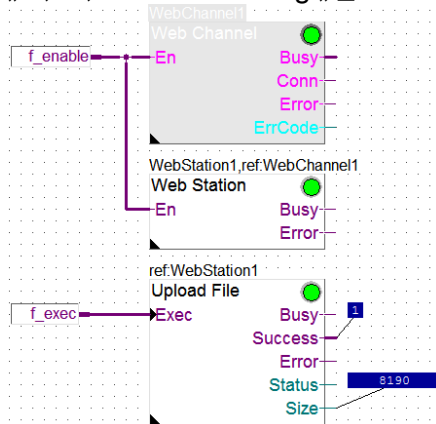 WebChannel1
Web Channel
f_enable
En
Busy
Conn
Error
ErrCode
WebStation1,ref:WebChannel1
Web Station
En
Busy
Error
ref:WebStation1
Upload File
f_exec
Exec
Busy
1
Success
Error
Status
8190
Size